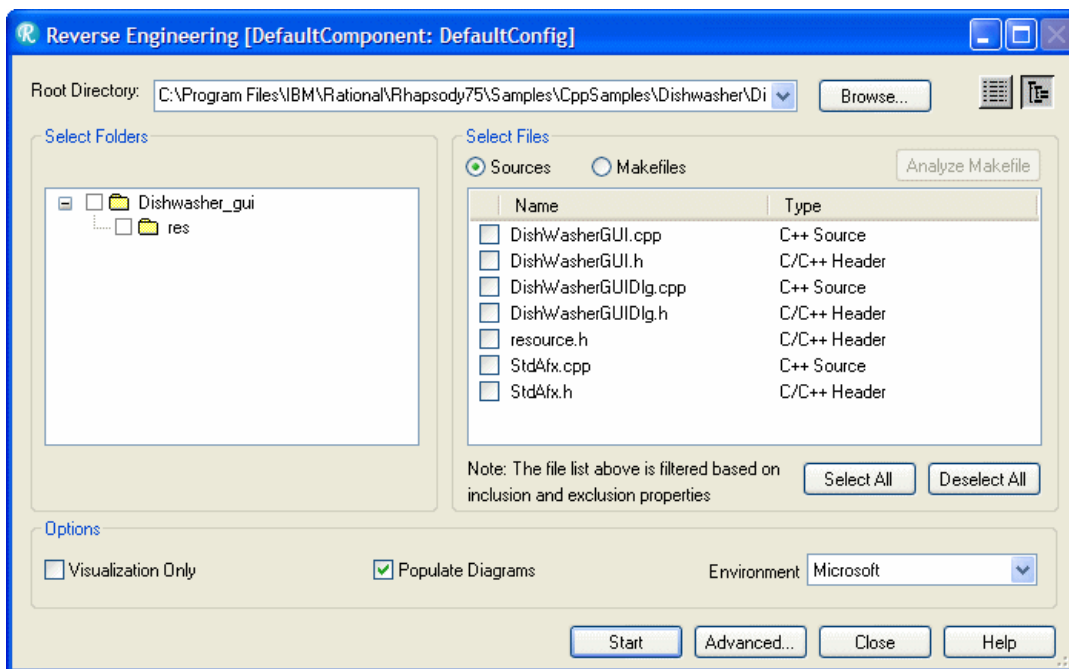 Reverse Engineering [DefaultComponent: DefaultConfig]
Root Directory: C:\Program Files\IBM\Rational\Rhapsody75\Samples\CppSamples\Dishwasher\Di Browse...
Select Folders
Dishwasher_gui
res
Select Files
Sources Makefiles Analyze Makefile
Name Type
DishWasherGUI.cpp C++ Source
DishWasherGUI.h C/C++ Header
DishWasherGUIDlg.cpp C++ Source
DishWasherGUIDlg.h C/C++ Header
resource.h C/C++ Header
StdAfx.cpp C++ Source
StdAfx.h C/C++ Header
Note: The file list above is filtered based on
inclusion and exclusion properties
Select All Deselect All
Options
Visualization Only Populate Diagrams Environment Microsoft
Start Advanced... Close Help